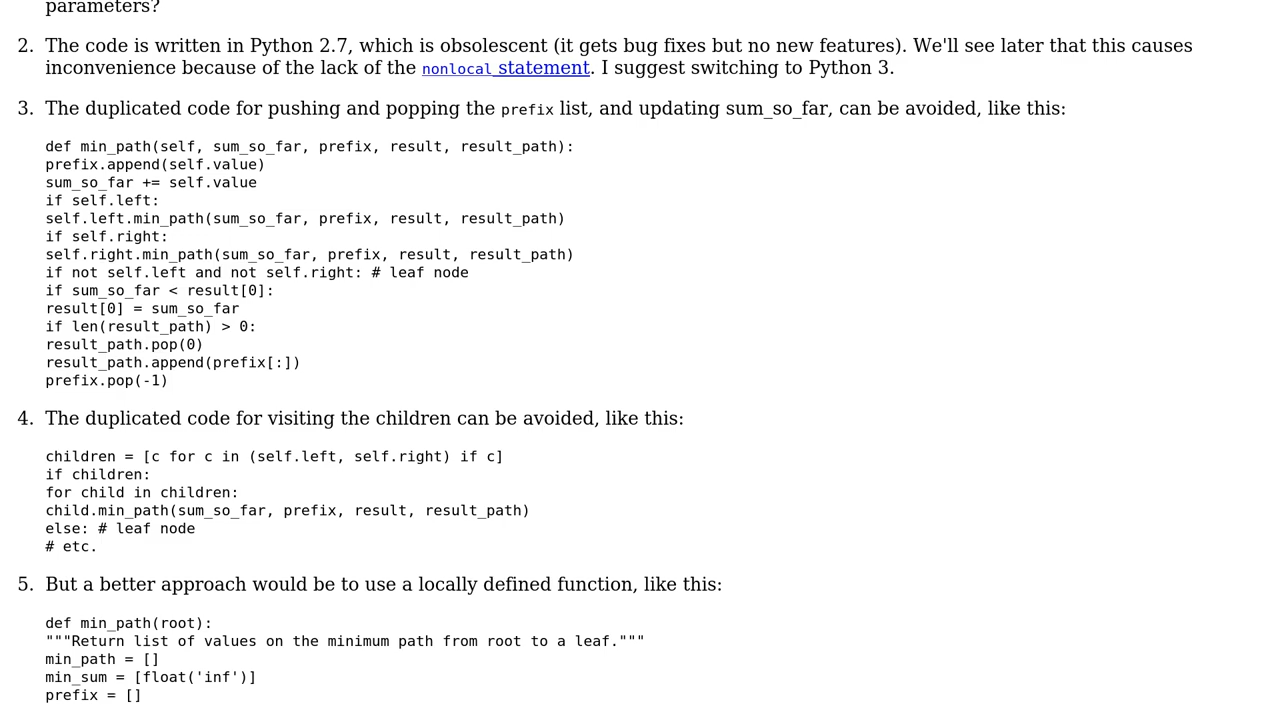 parameters?
2. The code is written in Python 2.7, which is obsolescent (it gets bug fixes but no new features). We'll see later that this causes
inconvenience because of the lack of the nonlocal statement. I suggest switching to Python 3.
3. The duplicated code for pushing and popping the prefix list, and updating sum_so_far, can be avoided, like this:
def min_path(self, sum_so_far, prefix, result, result_path):
prefix.append(self.value)
sum_so_far += self.value
if self.left:
self.left.min_path(sum_so_far, prefix, result, result_path)
if self.right:
self.right.min_path(sum_so_far, prefix, result, result_path)
if not self.left and not self.right: # leaf node
if sum_so_far < result[0]:
result[0] = sum_so_far
if len(result_path) > 0:
result_path.pop(0)
result_path.append(prefix[:])
prefix.pop(-1)
4. The duplicated code for visiting the children can be avoided, like this:
children = [c for c in (self.left, self.right) if c]
if children:
for child in children:
child.min_path(sum_so_far, prefix, result, result_path)
else: # leaf node
# etc.
5. But a better approach would be to use a locally defined function, like this:
def min_path(root):
"""Return list of values on the minimum path from root to a leaf."""
min_path = []
min_sum = [float('inf')]
prefix = []